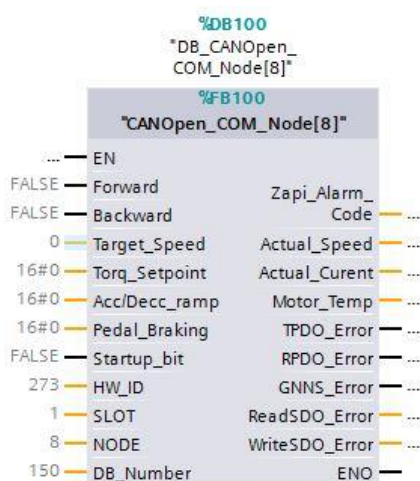 %DB100
"DB_CANOpen_
COM_Node[8]"
%FB100
"CANOpen_COM_Node[8]"
... EN
FALSE Forward
Zapi_Alarm_
FALSE Backward Code ...
0 Target_Speed Actual_Speed ...
16#0 Torq_Setpoint Actual_Curent ...
16#0 Acc/Decc_ramp Motor_Temp ...
16#0 Pedal_Braking TPDO_Error ...
FALSE Startup_bit RPDO_Error ...
273 HW_ID GNNS_Error ...
1 SLOT ReadSDO_Error ...
8 NODE WriteSDO_Error ...
150 DB_Number ENO